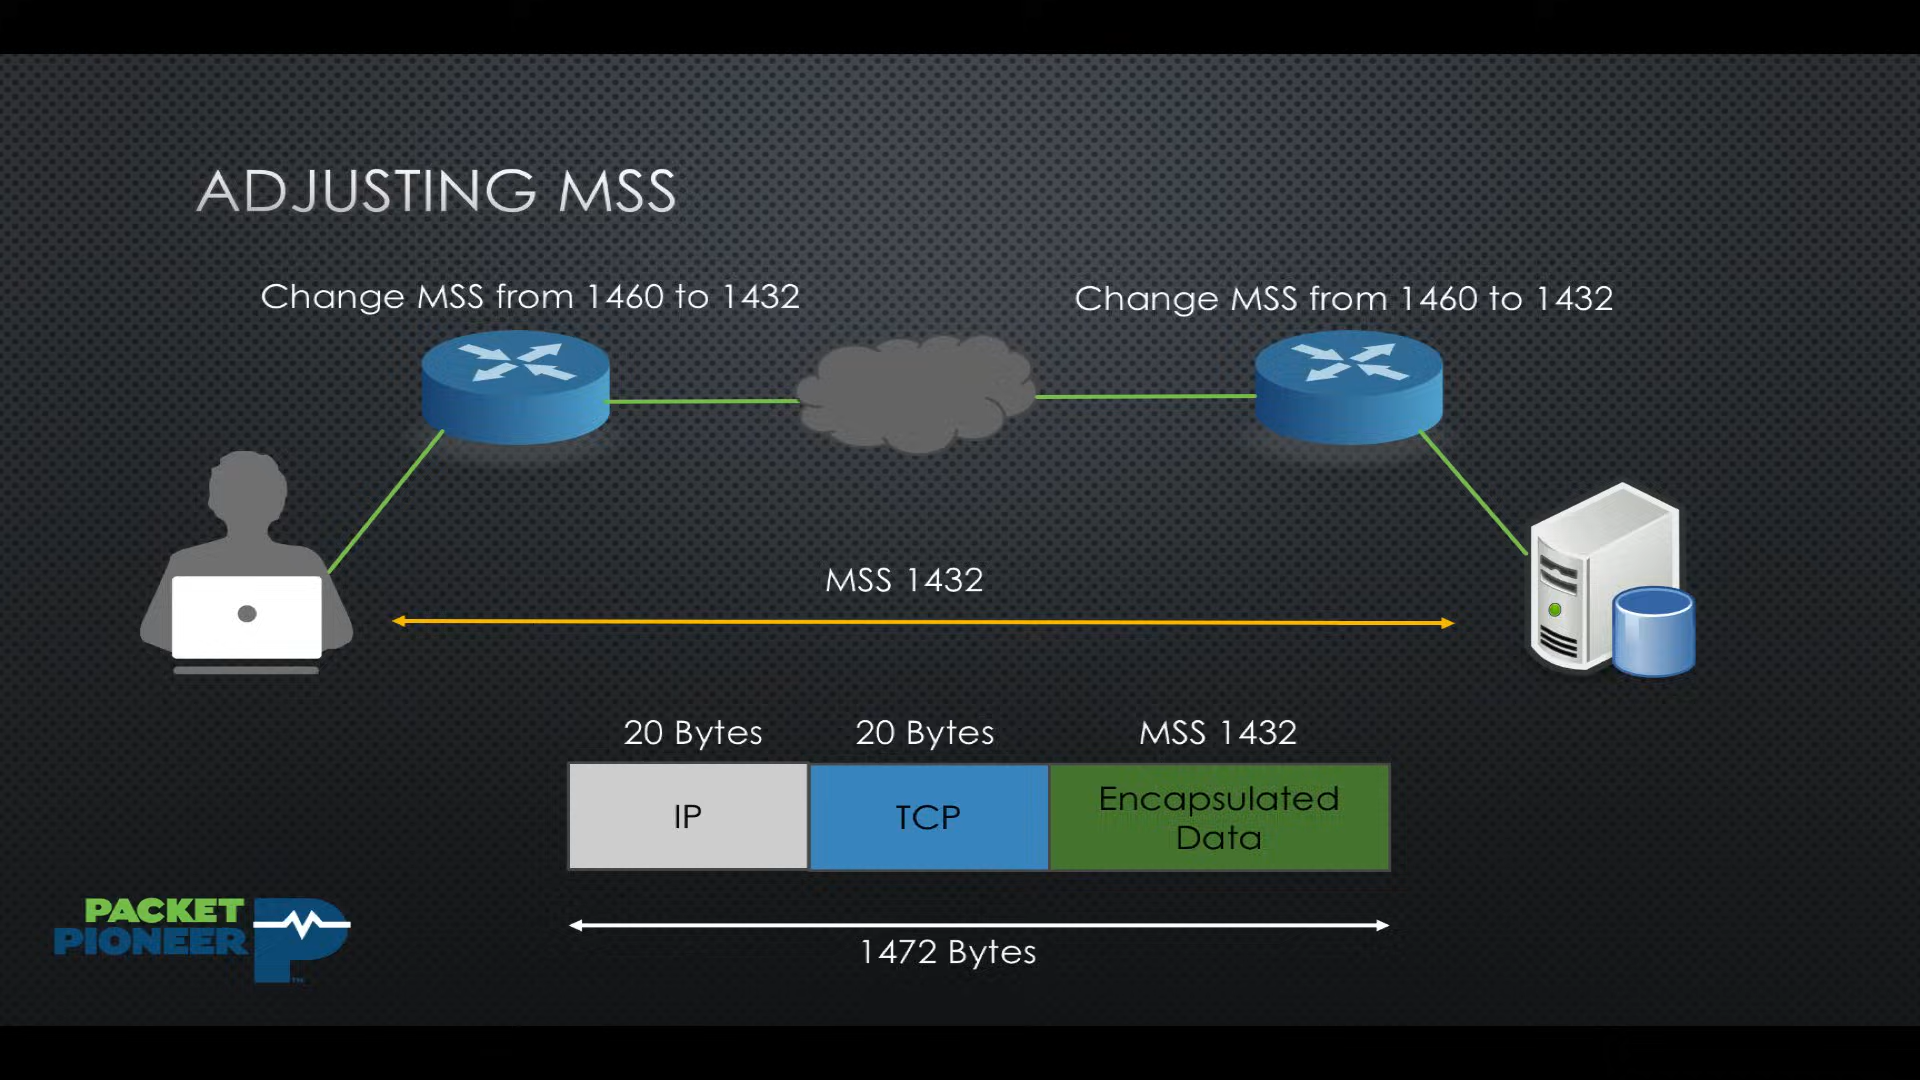 ADJUSTING MSS
Change MSS from 1460 to 1432
Change MSS from 1460 to 1432
MSS 1432
20 Bytes
20 Bytes
MSS 1432
IP
TCP
Encapsulated
Data
1472 Bytes
PACKET
PIONEER
TM